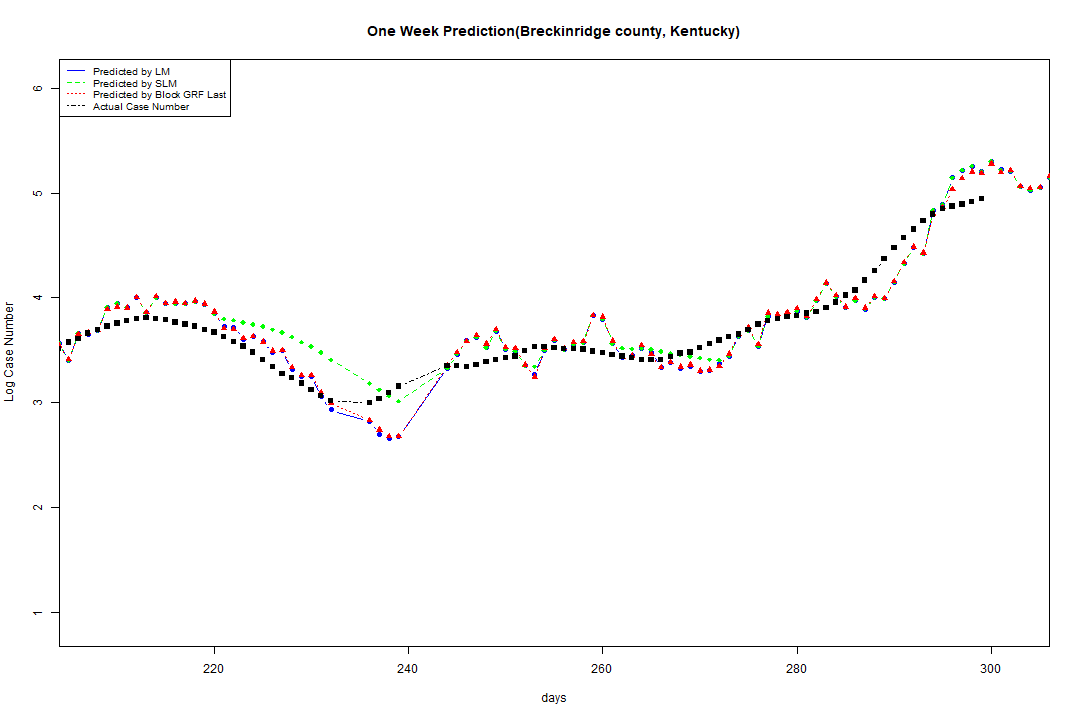 One Week Prediction(Breckinridge county, Kentucky)
Predicted by LM
Predicted by SLM
Predicted by Block GRF Last
Actual Case Number
6
5
4
3
2
1
Log Case Number
220 240 260 280 300
days